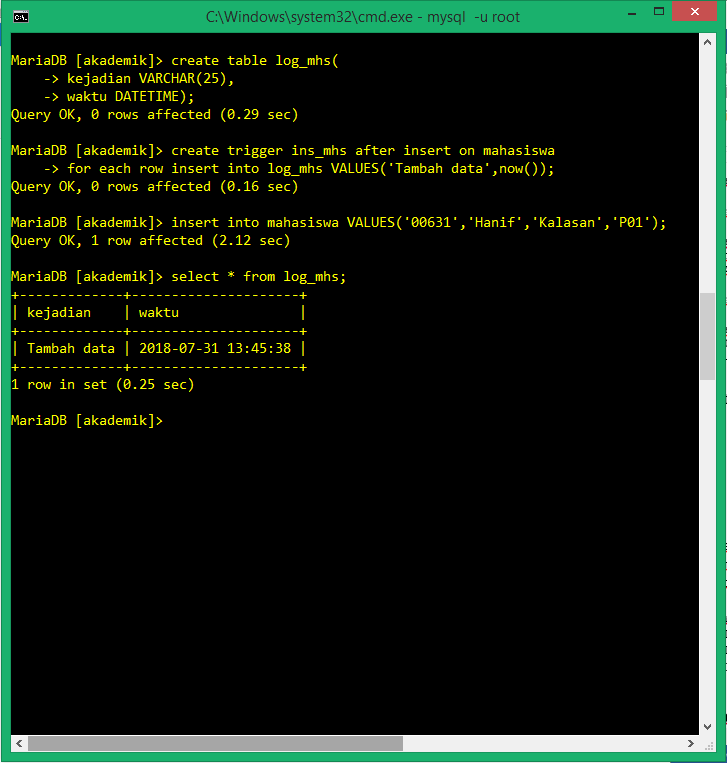 C:\Windows\system32\cmd.exe - mysql  -u root
MariaDB [akademik]> create table log_mhs(
    -> kejadian VARCHAR(25),
    -> waktu DATETIME);
Query OK, 0 rows affected (0.29 sec)
MariaDB [akademik]> create trigger ins_mhs after insert on mahasiswa
    -> for each row insert into log_mhs VALUES('Tambah data',now());
Query OK, 0 rows affected (0.16 sec)
MariaDB [akademik]> insert into mahasiswa VALUES('00631','Hanif','Kalasan','P01');
Query OK, 1 row affected (2.12 sec)
MariaDB [akademik]> select * from log_mhs;
+-------------+---------------------+
| kejadian    | waktu               |
+-------------+---------------------+
| Tambah data | 2018-07-31 13:45:38 |
+-------------+---------------------+
1 row in set (0.25 sec)
MariaDB [akademik]>